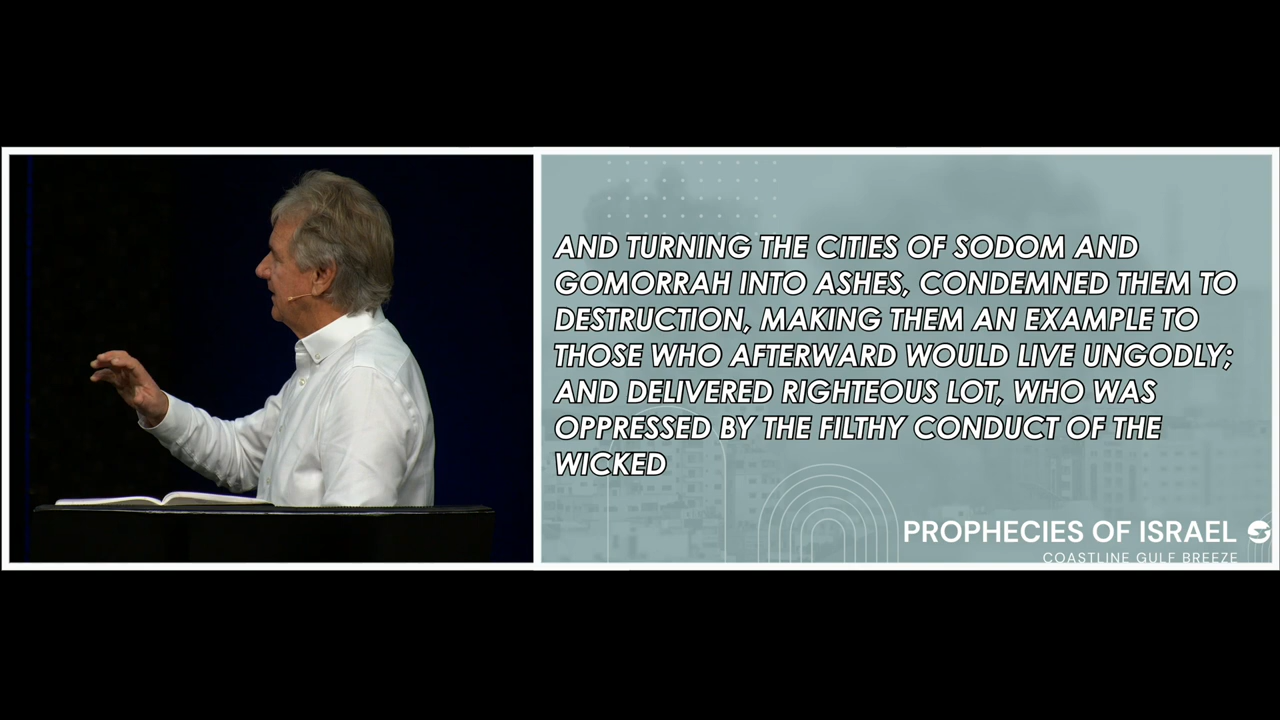 AND TURNING THE CITIES OF SODOM AND
GOMORRAH INTO ASHES, CONDEMNED THEM TO
DESTRUCTION, MAKING THEM AN EXAMPLE TO
THOSE WHO AFTERWARD WOULD LIVE UNGODLY;
AND DELIVERED RIGHTEOUS LOT, WHO WAS
OPPRESSED BY THE FILTHY CONDUCT OF THE
WICKED
PROPHECIES OF ISRAEL
COASTLINE GULF BREEZE